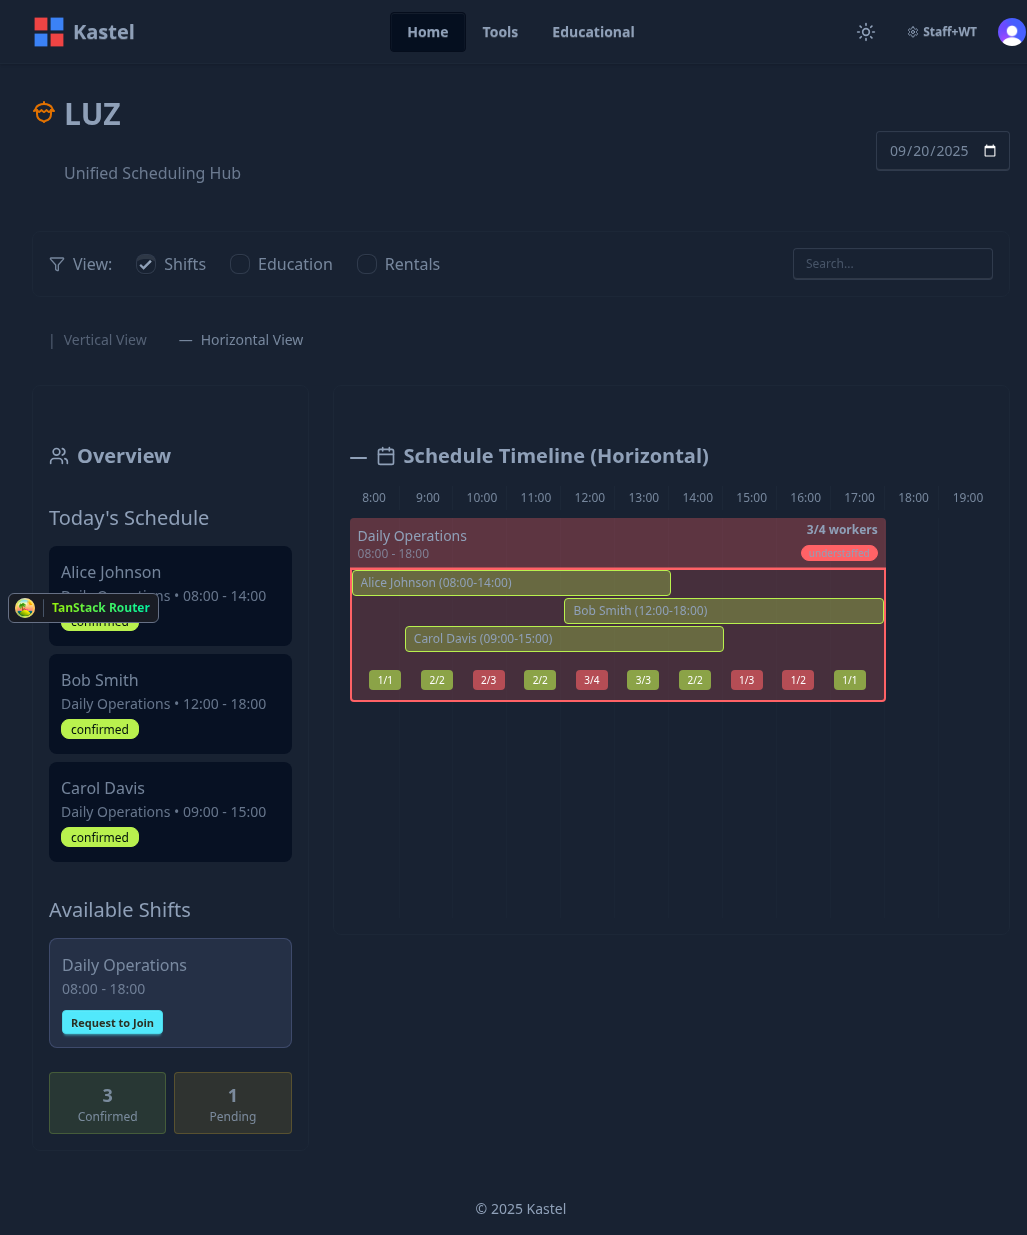 Kastel
Home
Tools
Educational
Staff+WT
LUZ
Unified Scheduling Hub
09/20/2025
View:
Shifts
Education
Rentals
Search...
| Vertical View
— Horizontal View
Overview
Today's Schedule
Alice Johnson
Daily Operations • 08:00 - 14:00
confirmed
TanStack Router
Bob Smith
Daily Operations • 12:00 - 18:00
confirmed
Carol Davis
Daily Operations • 09:00 - 15:00
confirmed
Available Shifts
Daily Operations
08:00 - 18:00
Request to Join
3
Confirmed
1
Pending
— Schedule Timeline (Horizontal)
8:00 9:00 10:00 11:00 12:00 13:00 14:00 15:00 16:00 17:00 18:00 19:00
Daily Operations
08:00 - 18:00
3/4 workers
understaffed
Alice Johnson (08:00-14:00)
Bob Smith (12:00-18:00)
Carol Davis (09:00-15:00)
1/1 2/2 2/3 2/2 3/4 3/3 2/2 1/3 1/2 1/1
© 2025 Kastel